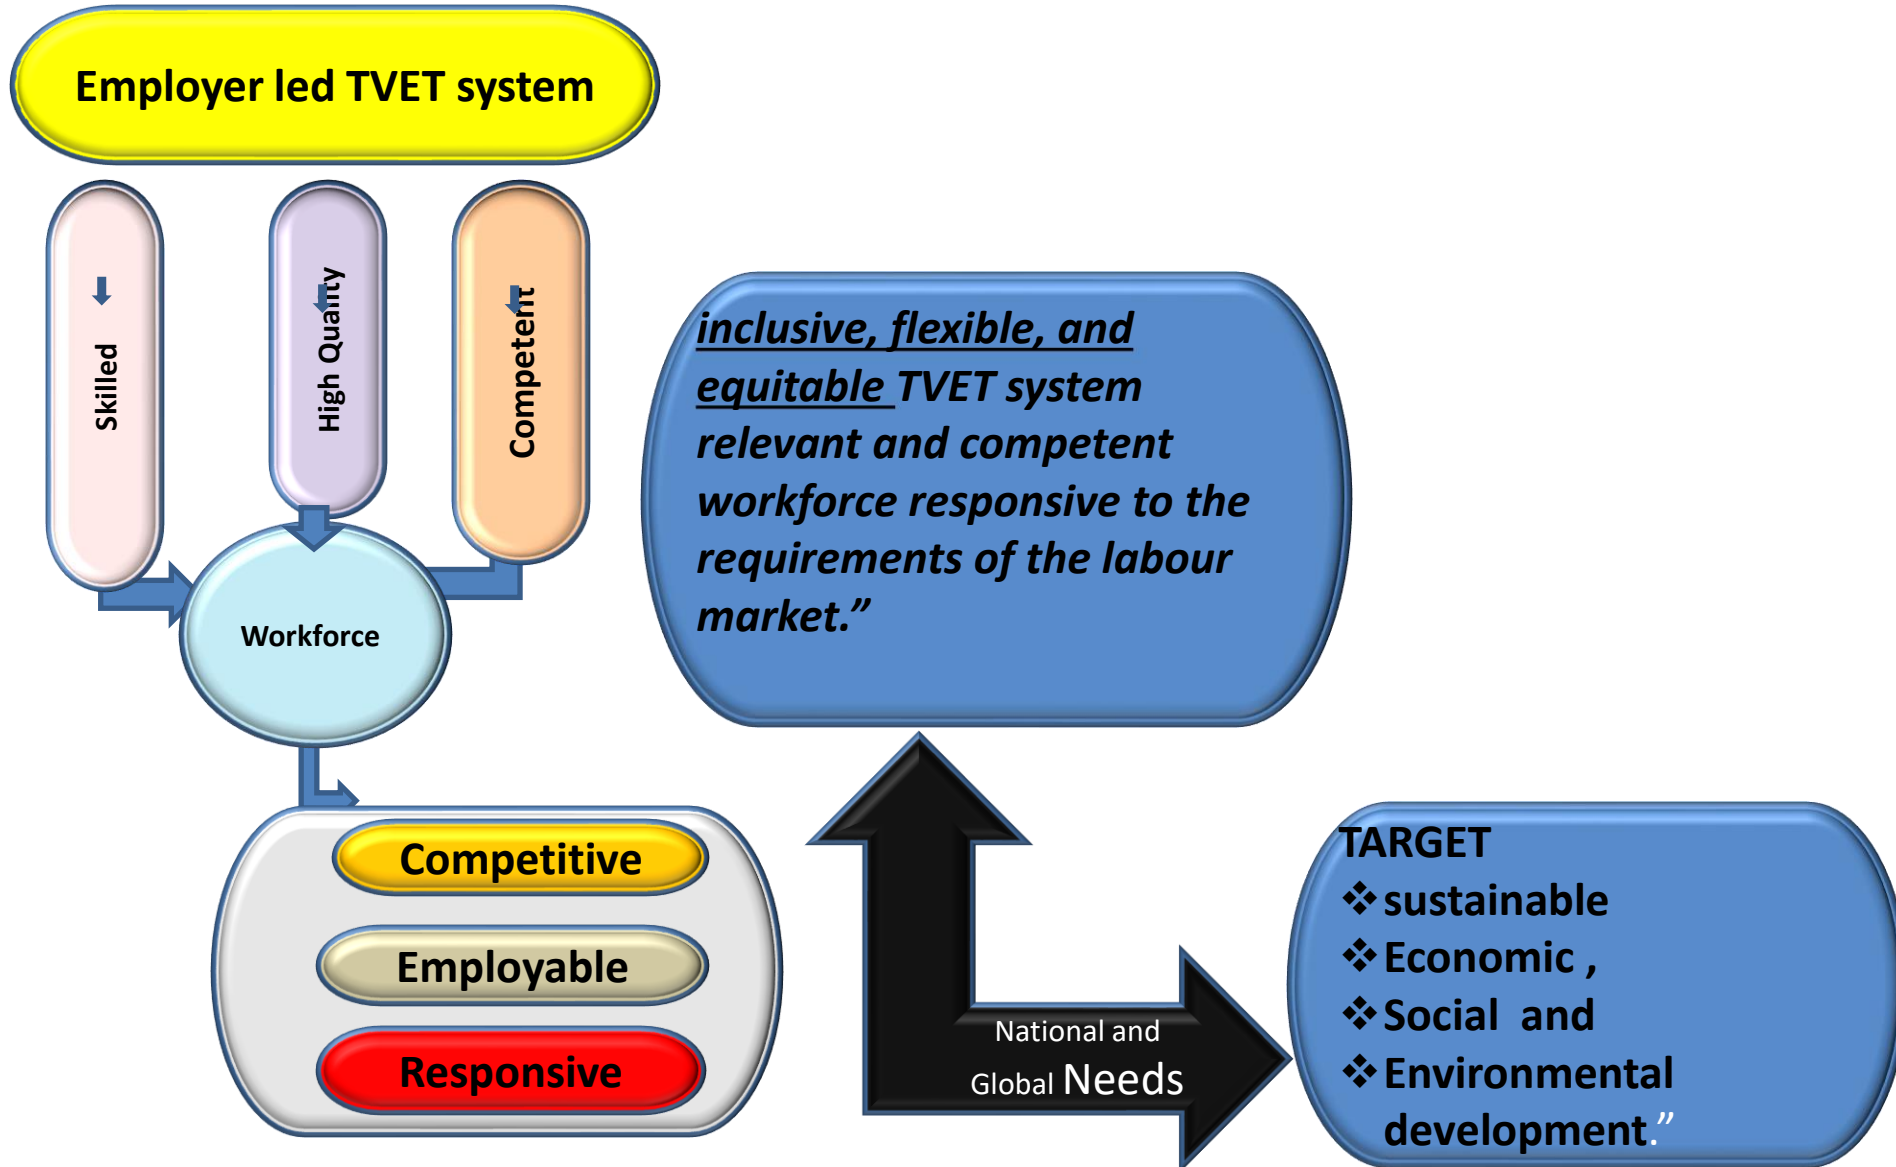 Employer led TVET system
Skilled
High Quality
Competent
Workforce
Competitive
Employable
Responsive
inclusive, flexible, and
equitable TVET system
relevant and competent
workforce responsive to the
requirements of the labour
market.”
National and
Global Needs
TARGET
❖sustainable
❖Economic ,
❖Social and
❖Environmental
development.”